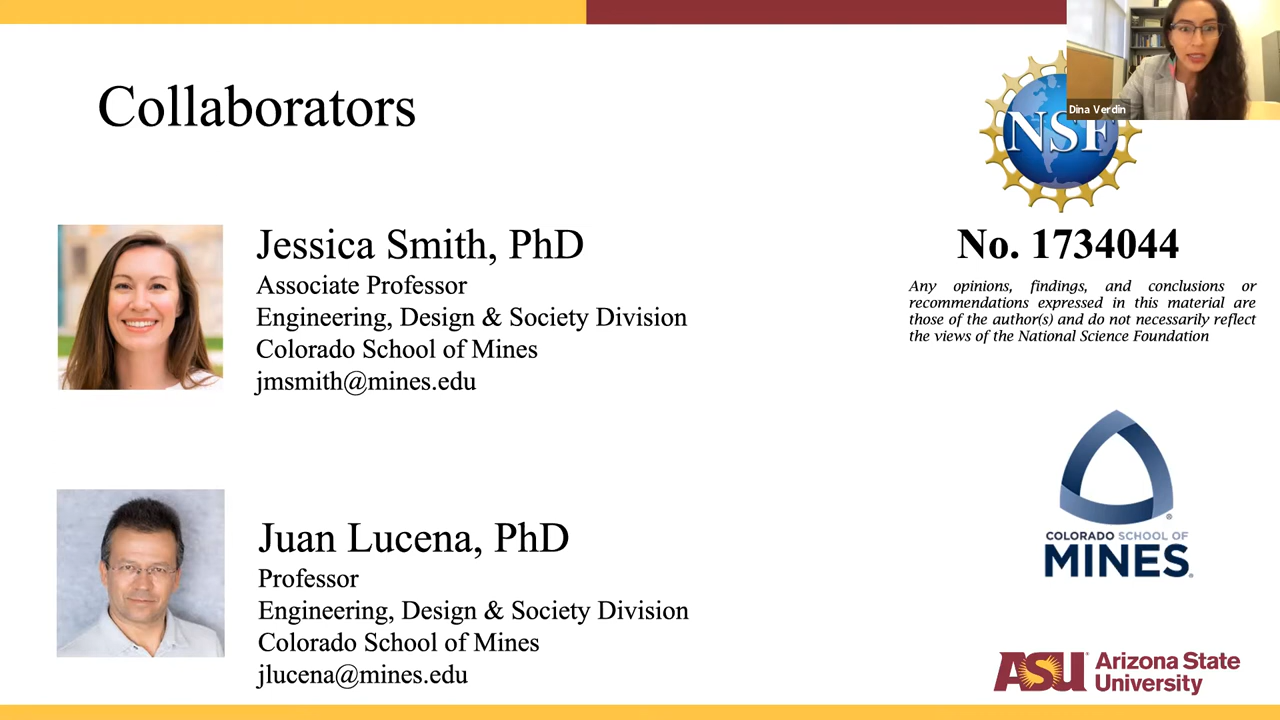 Collaborators
Dina Verdin
NSF
Jessica Smith, PhD
Associate Professor
Engineering, Design & Society Division
Colorado School of Mines
jmsmith@mines.edu
No. 1734044
Any opinions, findings, and conclusions or
recommendations expressed in this material are
those of the author(s) and do not necessarily reflect
the views of the National Science Foundation
Juan Lucena, PhD
Professor
Engineering, Design & Society Division
Colorado School of Mines
jlucena@mines.edu
COLORADO SCHOOL OF
MINES®
ASU Arizona State
University